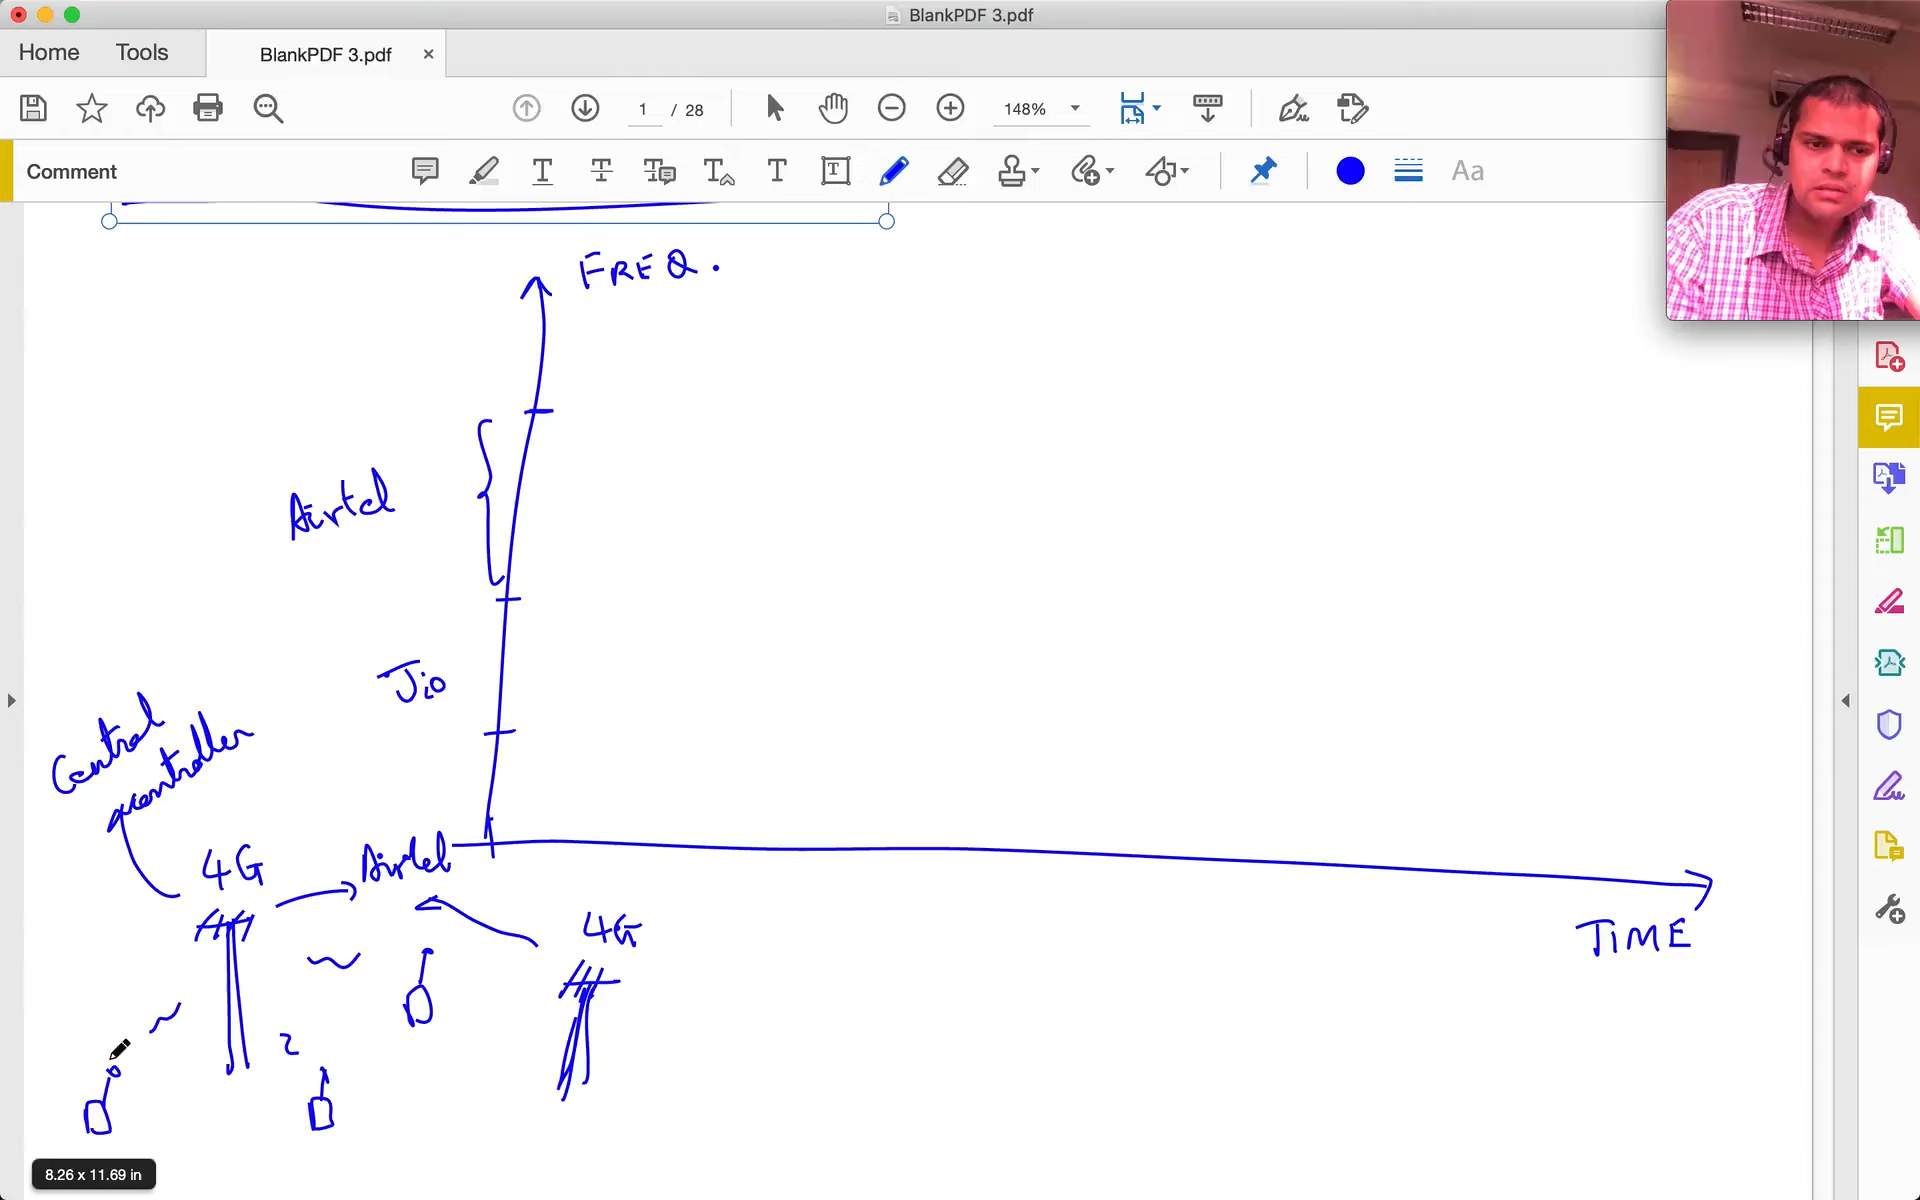 BlankPDF 3.pdf
Home Tools BlankPDF 3.pdf ×
1 / 28 148%
Comment Aa
FREQ.
Airtel
Jio
Central
controller
4G
Airtel
4G
TIME
8.26 x 11.69 in